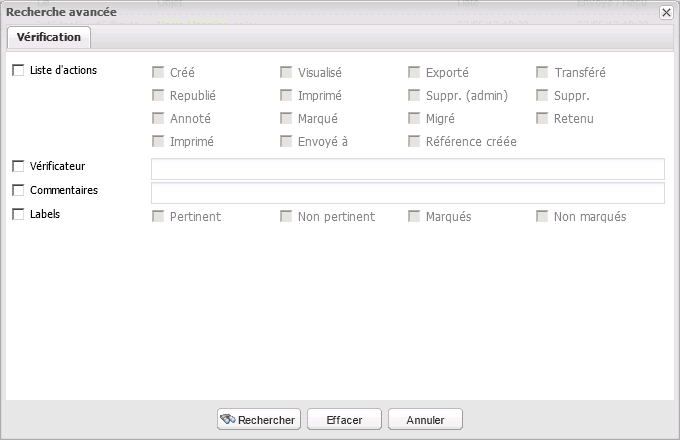 Recherche avancée
Vérification
Liste d'actions Créé Visualisé Exporté Transféré
Republié Imprimé Suppr. (admin) Suppr.
Annoté Marqué Migré Retenu
Imprimé Envoyé à Référence créée
Vérificateur
Commentaires
Labels Pertinent Non pertinent Marqués Non marqués
Rechercher Effacer Annuler